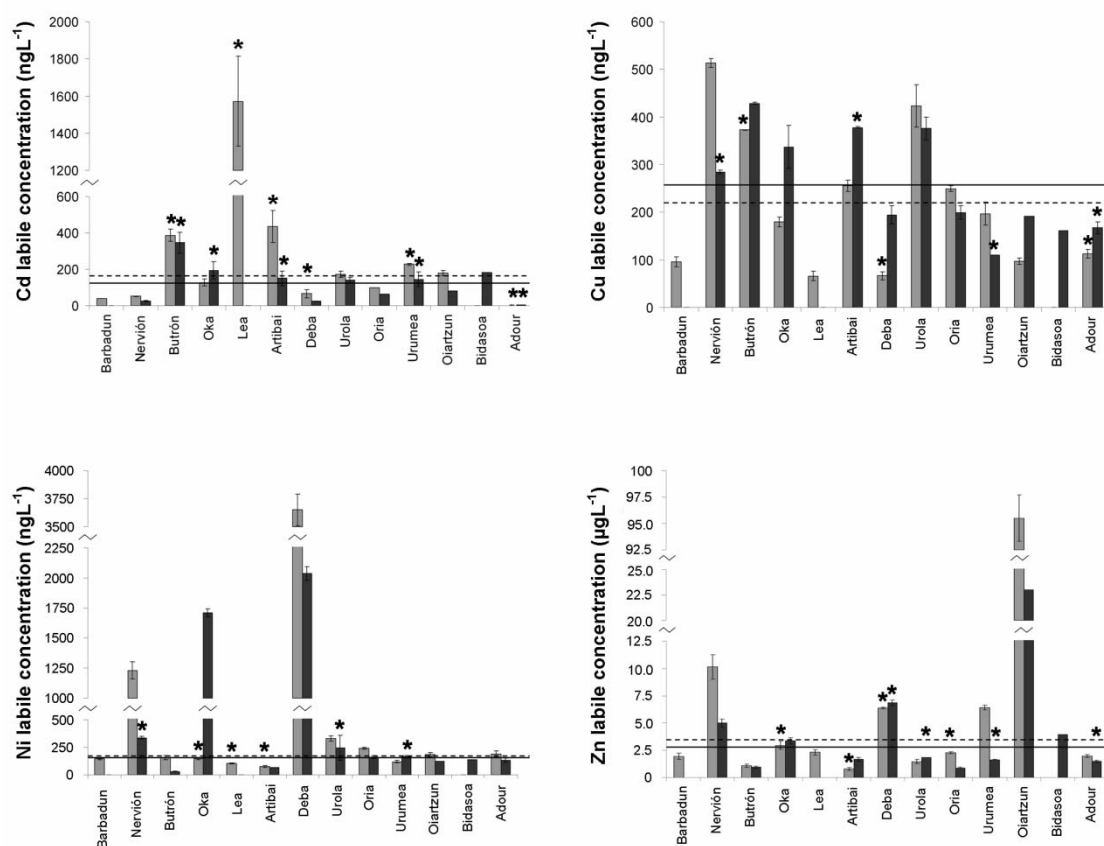 Cd labile concentration (ngL⁻¹)
2000
1800
1600
1400
1200
600
400
200
0
* * * * * * * * * * **
Barbadun
Nervión
Butrón
Oka
Lea
Artibai
Deba
Urola
Oria
Urumea
Oiartzun
Bidasoa
Adour
Cu labile concentration (ngL⁻¹)
600
500
400
300
200
100
0
* * * * * * *
Barbadun
Nervión
Butrón
Oka
Lea
Artibai
Deba
Urola
Oria
Urumea
Oiartzun
Bidasoa
Adour
Ni labile concentration (ngL⁻¹)
4000
3750
3500
2250
2000
1750
1500
1250
1000
500
250
0
* * * * * *
Barbadun
Nervión
Butrón
Oka
Lea
Artibai
Deba
Urola
Oria
Urumea
Oiartzun
Bidasoa
Adour
Zn labile concentration (µgL⁻¹)
100
97.5
95.0
92.5
25.0
22.5
20.0
12.5
10.0
7.5
5.0
2.5
0
* * * * * * * *
Barbadun
Nervión
Butrón
Oka
Lea
Artibai
Deba
Urola
Oria
Urumea
Oiartzun
Bidasoa
Adour